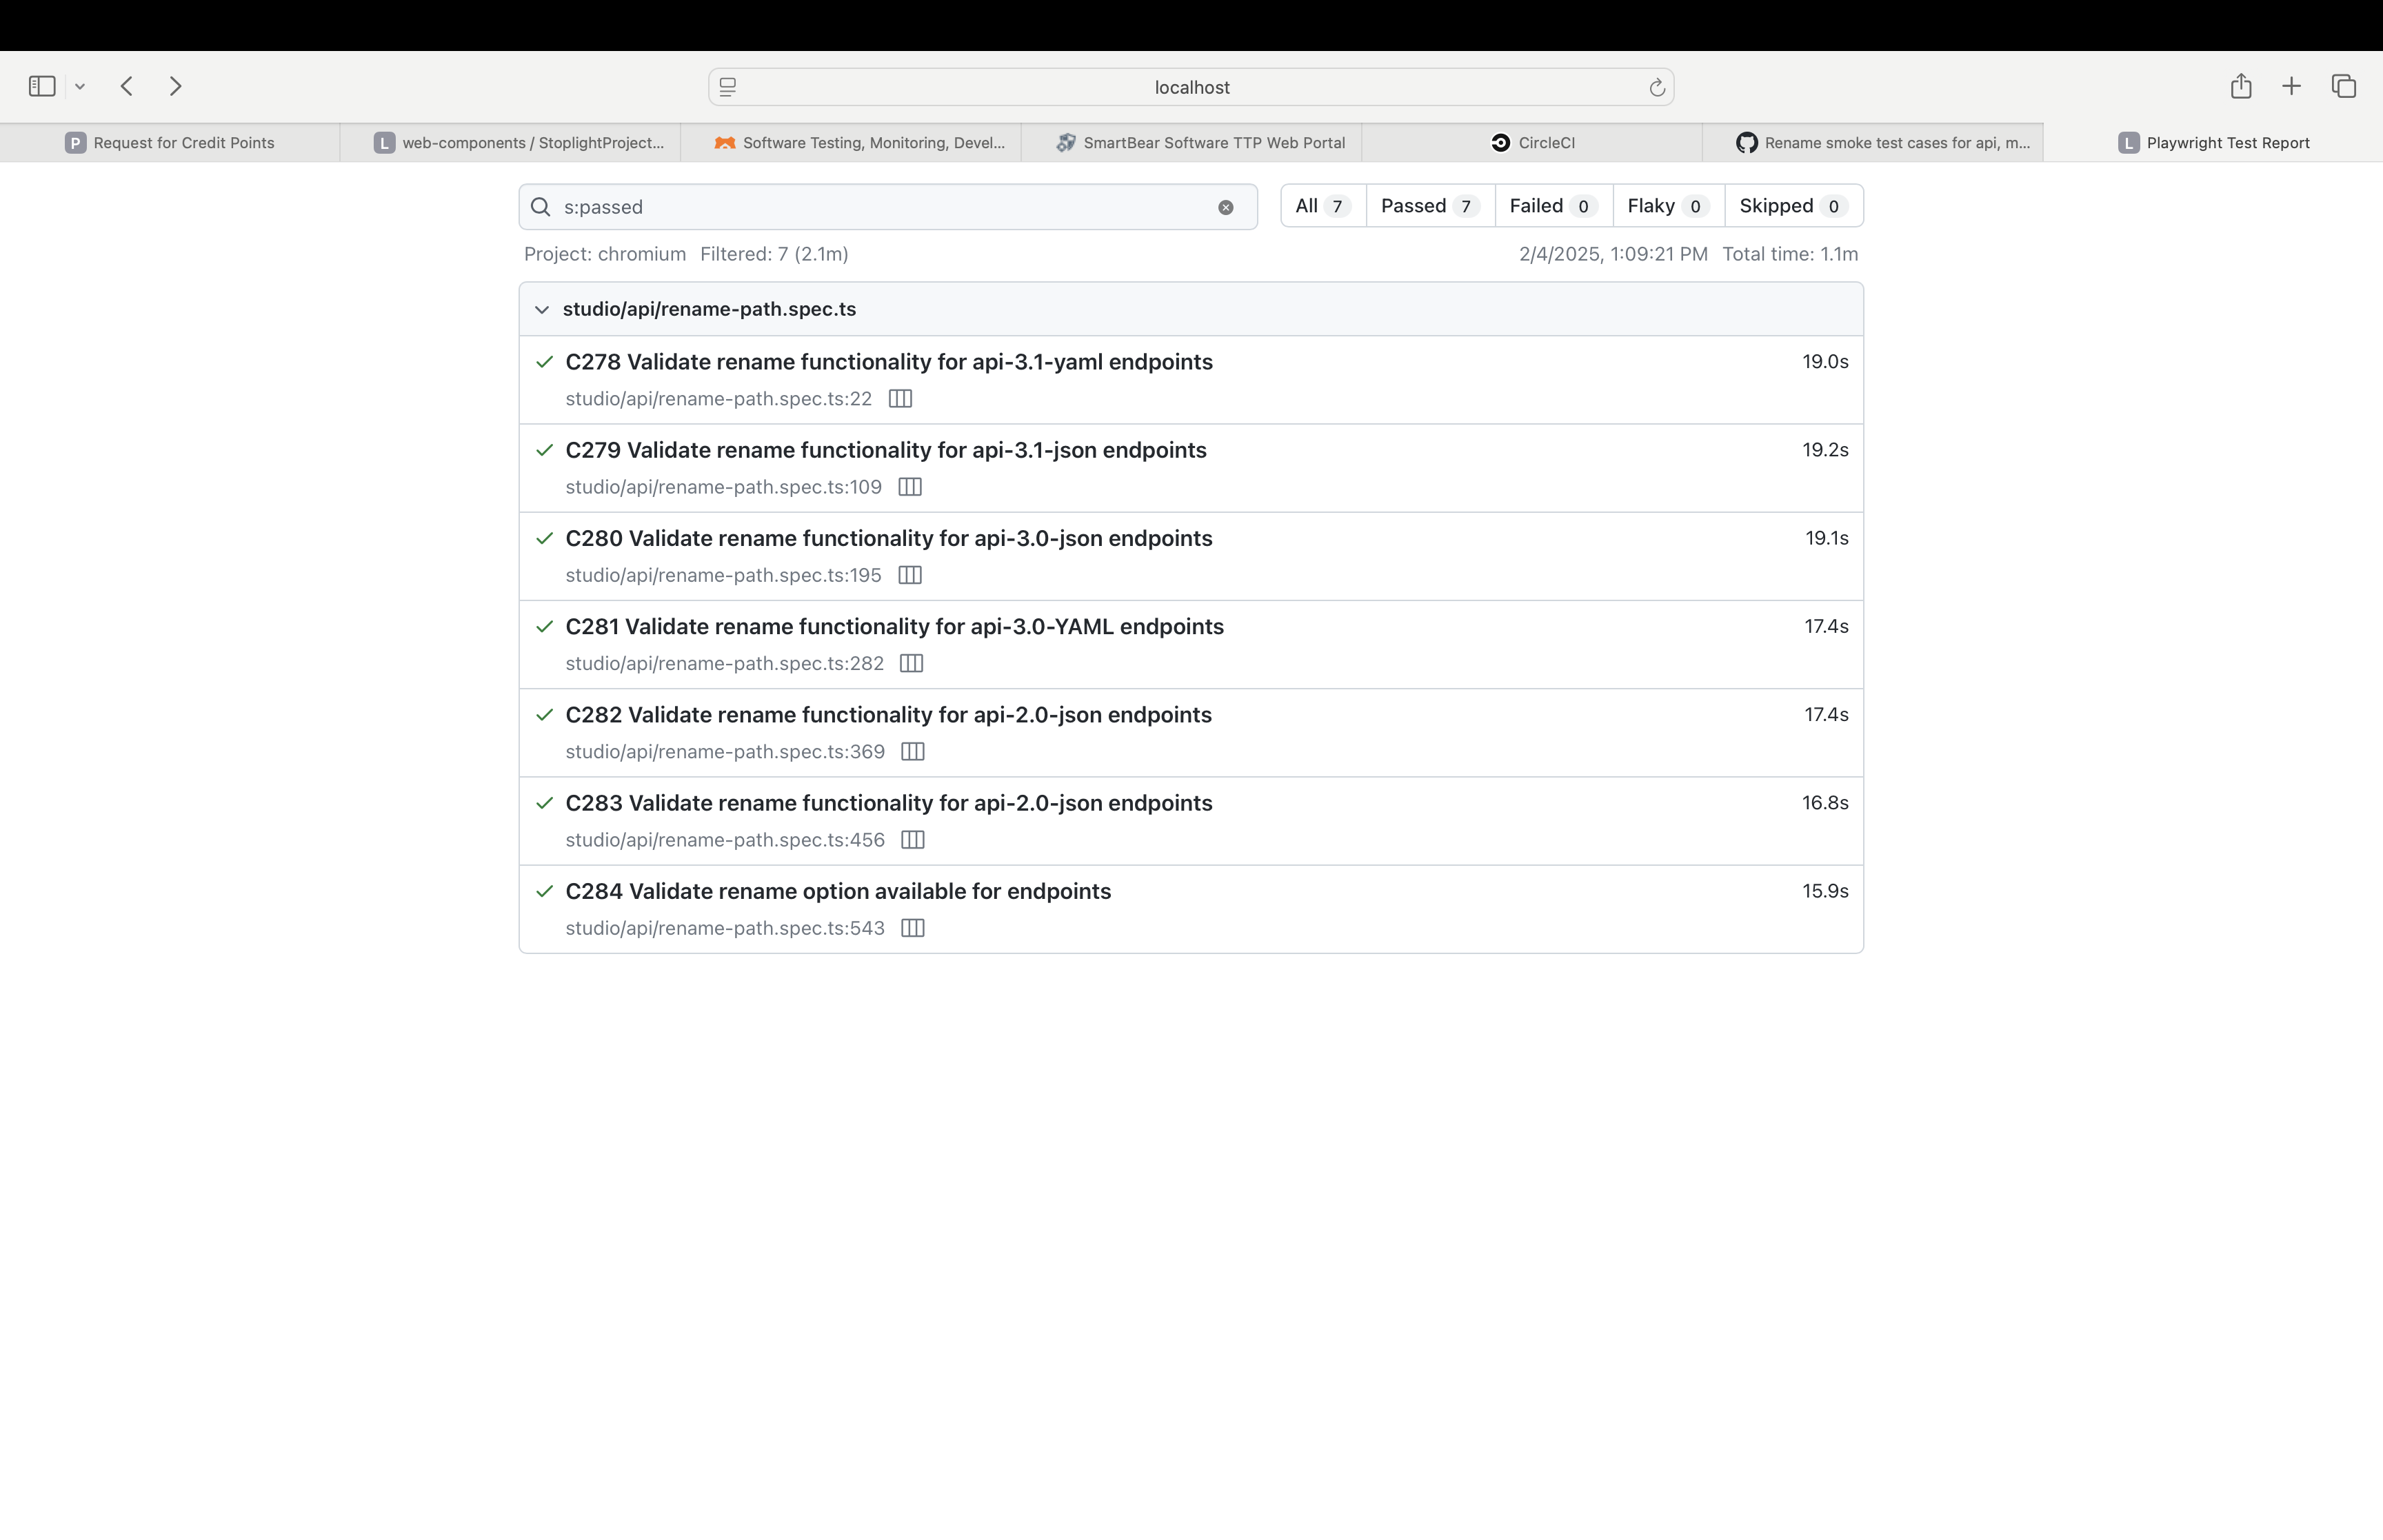 localhost
P Request for Credit Points
L web-components / StoplightProject...
Software Testing, Monitoring, Devel...
SmartBear Software TTP Web Portal
CircleCI
Rename smoke test cases for api, m...
L Playwright Test Report
s:passed
All 7 Passed 7 Failed 0 Flaky 0 Skipped 0
Project: chromium Filtered: 7 (2.1m)
2/4/2025, 1:09:21 PM Total time: 1.1m
studio/api/rename-path.spec.ts
C278 Validate rename functionality for api-3.1-yaml endpoints 19.0s
studio/api/rename-path.spec.ts:22
C279 Validate rename functionality for api-3.1-json endpoints 19.2s
studio/api/rename-path.spec.ts:109
C280 Validate rename functionality for api-3.0-json endpoints 19.1s
studio/api/rename-path.spec.ts:195
C281 Validate rename functionality for api-3.0-YAML endpoints 17.4s
studio/api/rename-path.spec.ts:282
C282 Validate rename functionality for api-2.0-json endpoints 17.4s
studio/api/rename-path.spec.ts:369
C283 Validate rename functionality for api-2.0-json endpoints 16.8s
studio/api/rename-path.spec.ts:456
C284 Validate rename option available for endpoints 15.9s
studio/api/rename-path.spec.ts:543